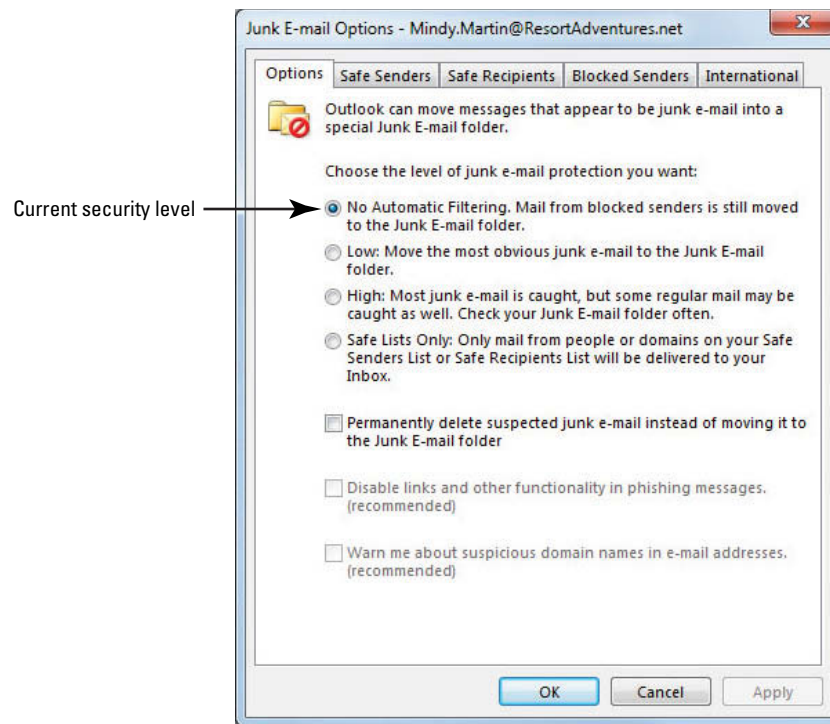 Junk E-mail Options - Mindy.Martin@ResortAdventures.net
Options Safe Senders Safe Recipients Blocked Senders International
Outlook can move messages that appear to be junk e-mail into a
special Junk E-mail folder.
Choose the level of junk e-mail protection you want:
Current security level
No Automatic Filtering. Mail from blocked senders is still moved
to the Junk E-mail folder.
Low: Move the most obvious junk e-mail to the Junk E-mail
folder.
High: Most junk e-mail is caught, but some regular mail may be
caught as well. Check your Junk E-mail folder often.
Safe Lists Only: Only mail from people or domains on your Safe
Senders List or Safe Recipients List will be delivered to your
Inbox.
Permanently delete suspected junk e-mail instead of moving it to
the Junk E-mail folder
Disable links and other functionality in phishing messages.
(recommended)
Warn me about suspicious domain names in e-mail addresses.
(recommended)
OK Cancel Apply